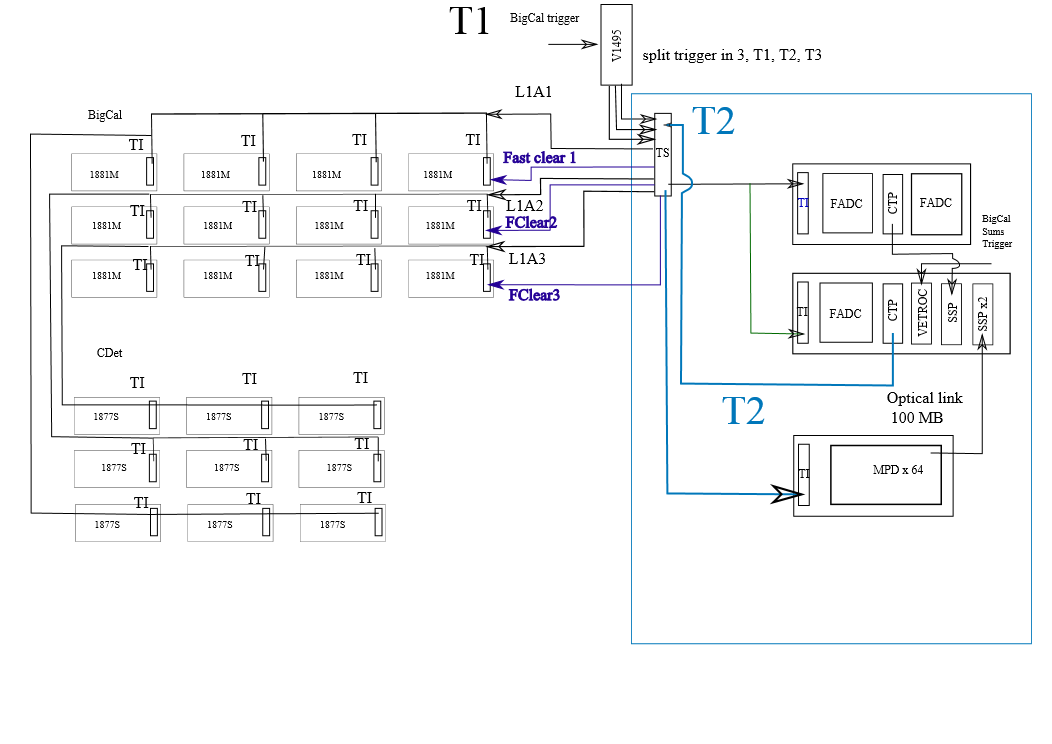 T1
BigCal trigger
V1495
split trigger in 3, T1, T2, T3
L1A1
T2
BigCal
TI
TI
TI
TI
TS
Fast clear 1
1881M
1881M
1881M
1881M
TI
FADC
CTP
FADC
TI
TI
TI
TI
L1A2
FClear2
1881M
1881M
1881M
1881M
BigCal
Sums
Trigger
TI
TI
TI
TI
L1A3
1881M
1881M
1881M
1881M
FClear3
TI
FADC
CTP
VETROC
SSP
SSP x2
CDet
TI
TI
TI
T2
Optical link
100 MB
1877S
1877S
1877S
TI
TI
TI
1877S
1877S
1877S
TI
MPD x 64
TI
TI
TI
1877S
1877S
1877S